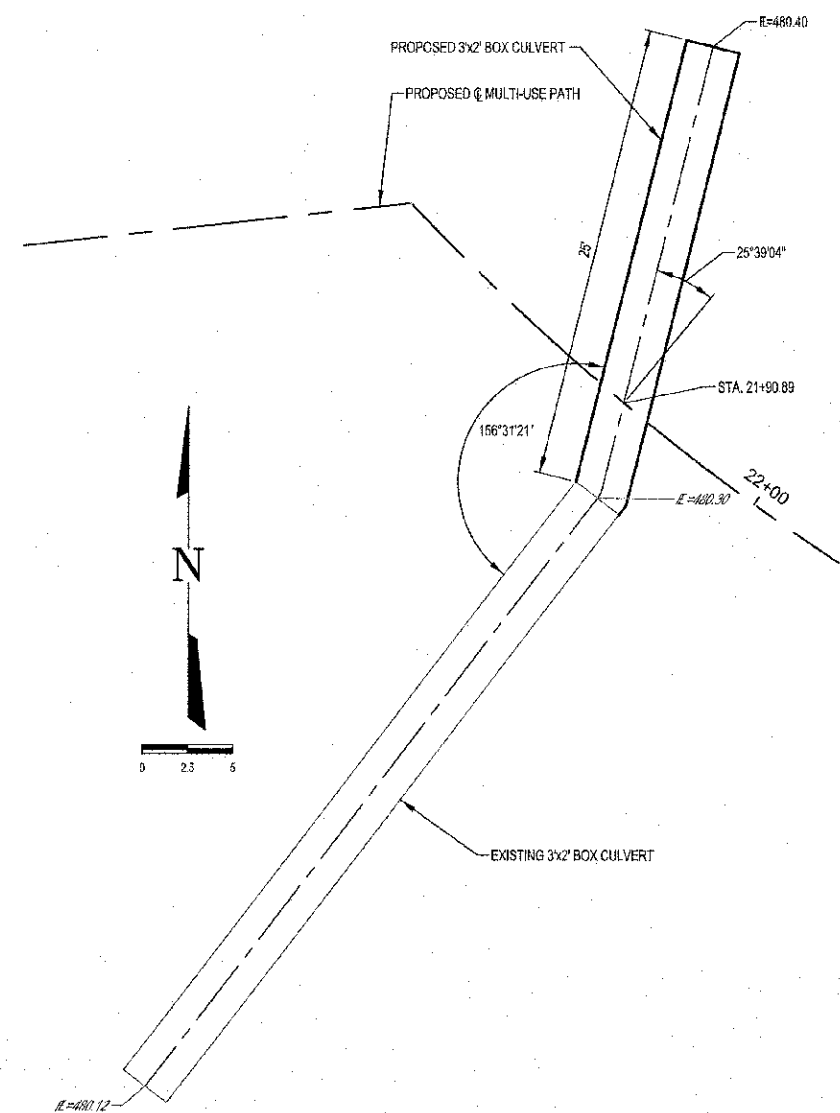 IE=480.40
PROPOSED 3'x2' BOX CULVERT
PROPOSED ℄ MULTI-USE PATH
25'
25°39'04"
STA. 21+90.89
156°31'21"
22+00
IE=480.30
N
0 2.5 5
EXISTING 3'x2' BOX CULVERT
IE=480.12